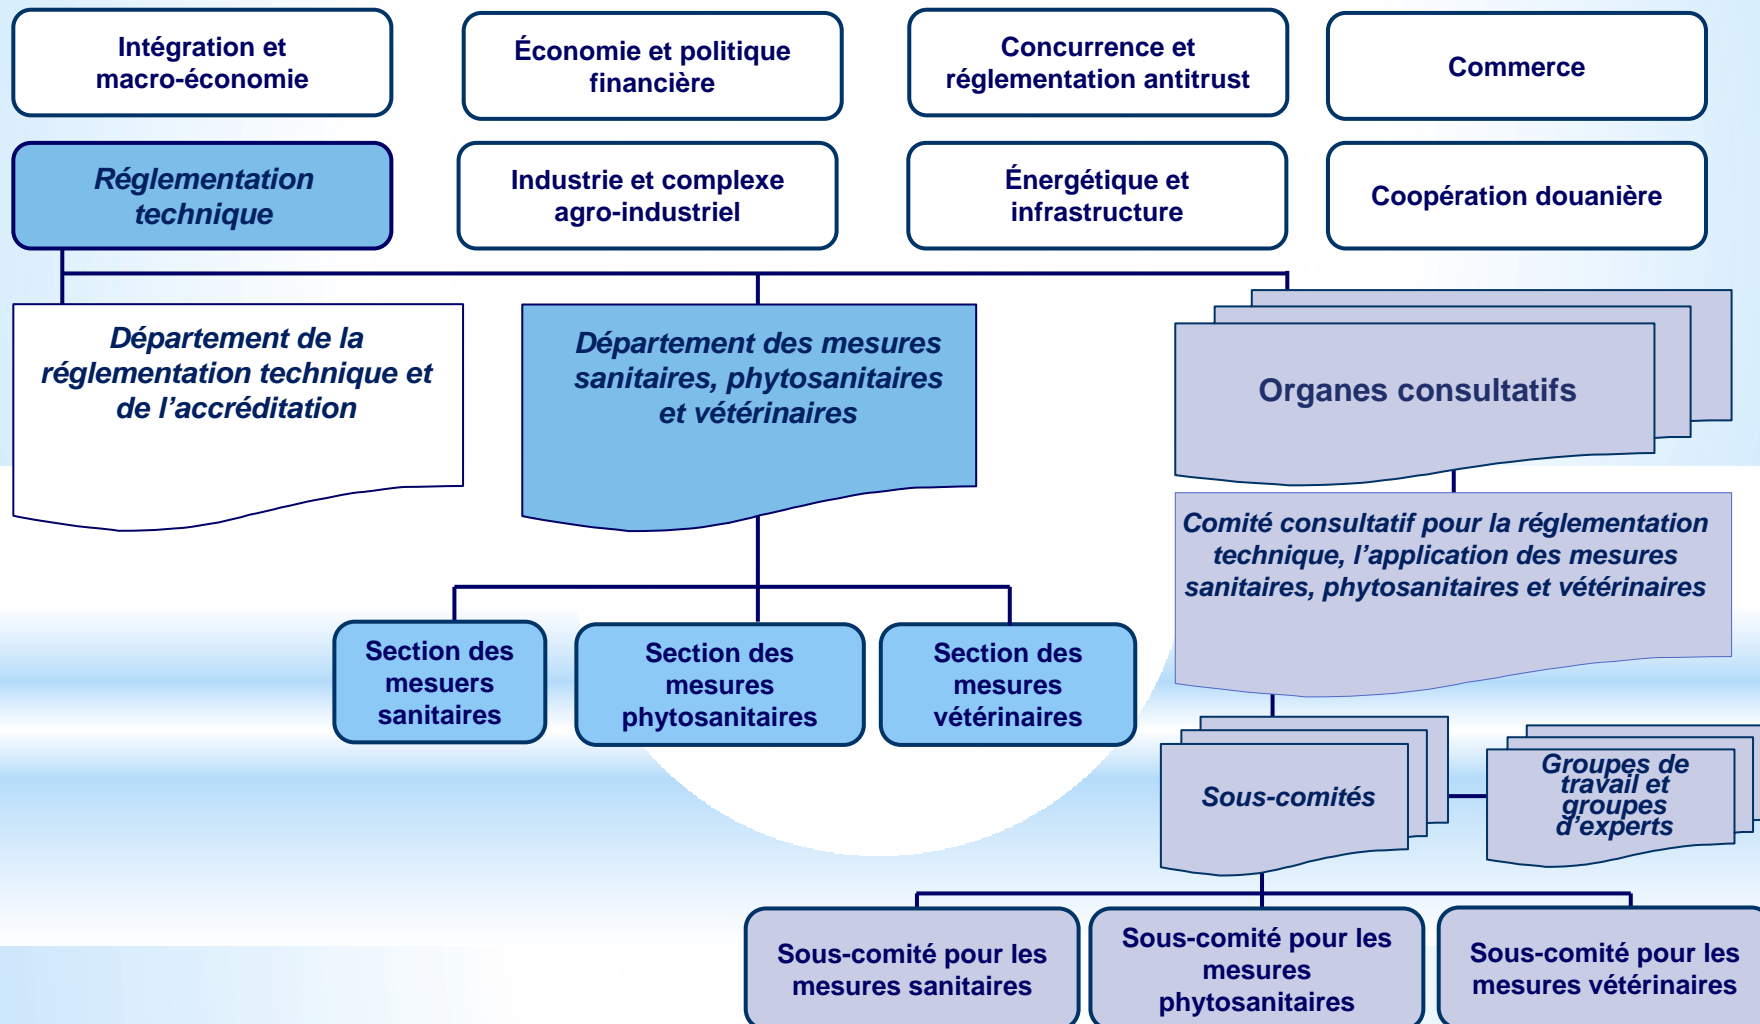 Intégration et
macro-économie
Économie et politique
financière
Concurrence et
réglementation antitrust
Commerce
Réglementation
technique
Industrie et complexe
agro-industriel
Énergétique et
infrastructure
Coopération douanière
Département de la
réglementation technique et
de l’accréditation
Département des mesures
sanitaires, phytosanitaires
et vétérinaires
Organes consultatifs
Comité consultatif pour la réglementation
technique, l’application des mesures
sanitaires, phytosanitaires et vétérinaires
Section des
mesuers
sanitaires
Section des
mesures
phytosanitaires
Section des
mesures
vétérinaires
Sous-comités
Groupes de
travail et
groupes
d’experts
Sous-comité pour les
mesures sanitaires
Sous-comité pour les
mesures
phytosanitaires
Sous-comité pour les
mesures vétérinaires